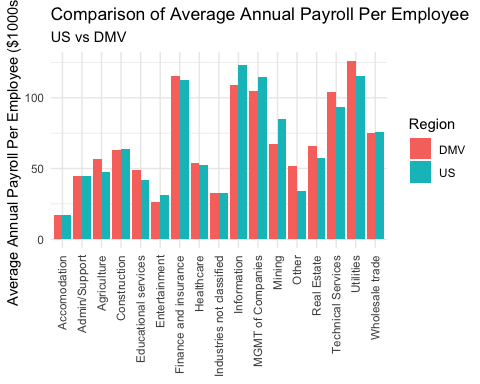 Comparison of Average Annual Payroll Per Employee
US vs DMV
Average Annual Payroll Per Employee ($1000s
100
50
0
Accomodation
Admin/Support
Agriculture
Construction
Educational services
Entertainment
Finance and insurance
Healthcare
Industries not classified
Information
MGMT of Companies
Mining
Other
Real Estate
Technical Services
Utilities
Wholesale trade
Region
DMV
US